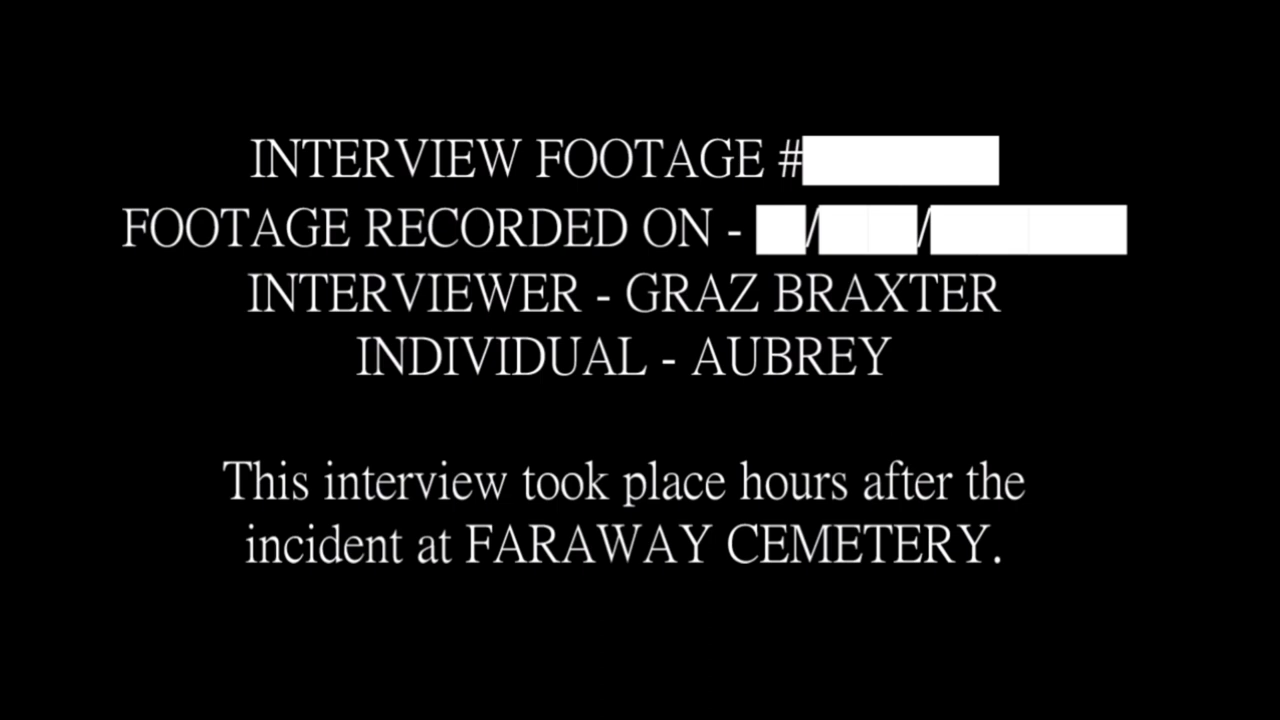 INTERVIEW FOOTAGE #███████
FOOTAGE RECORDED ON - ██/████/████████
INTERVIEWER - GRAZ BRAXTER
INDIVIDUAL - AUBREY
This interview took place hours after the
incident at FARAWAY CEMETERY.